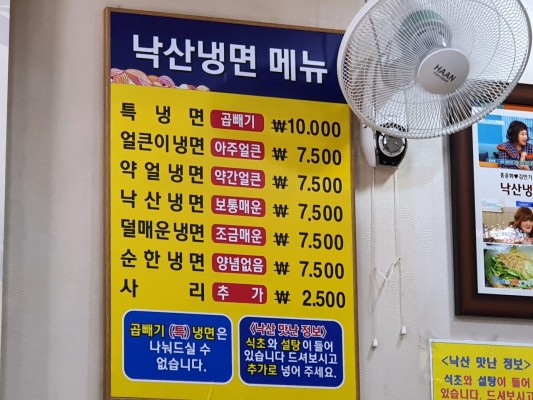 낙산냉면 메뉴
특냉면 곱빼기 ₩10.000
얼큰이냉면 아주얼큰 ₩ 7.500
약얼냉면 약간얼큰 ₩ 7.500
낙산냉면 보통매운 ₩ 7.500
덜매운냉면 조금매운 ₩ 7.500
순한냉면 양념없음 ₩ 7.500
사리 추가 ₩ 2.500
곱빼기 (특) 냉면은
나눠드실 수
없습니다.
<낙산 맛난 정보>
식초와 설탕이 들어
있습니다 드셔보시고
추가로 넣어 주세요.
HAAN
낙산냉
<낙산 맛난 정보>
식초와 설탕이 들어
있습니다. 드셔보시